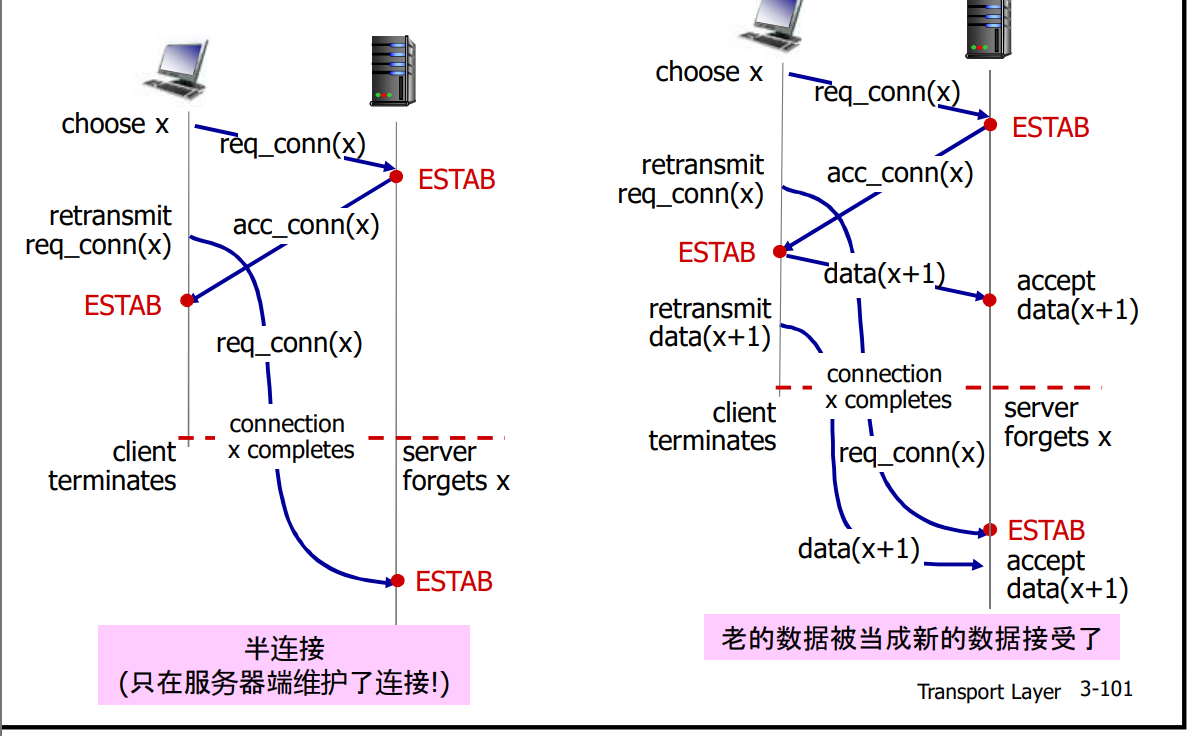 choose x
req_conn(x)
ESTAB
retransmit
req_conn(x)
acc_conn(x)
ESTAB
req_conn(x)
connection
x completes
client
terminates
server
forgets x
ESTAB
半连接
(只在服务器端维护了连接!)
choose x
req_conn(x)
ESTAB
retransmit
req_conn(x)
acc_conn(x)
ESTAB
data(x+1)
accept
data(x+1)
retransmit
data(x+1)
connection
x completes
client
terminates
server
forgets x
req_conn(x)
ESTAB
data(x+1)
accept
data(x+1)
老的数据被当成新的数据接受了
Transport Layer 3-101